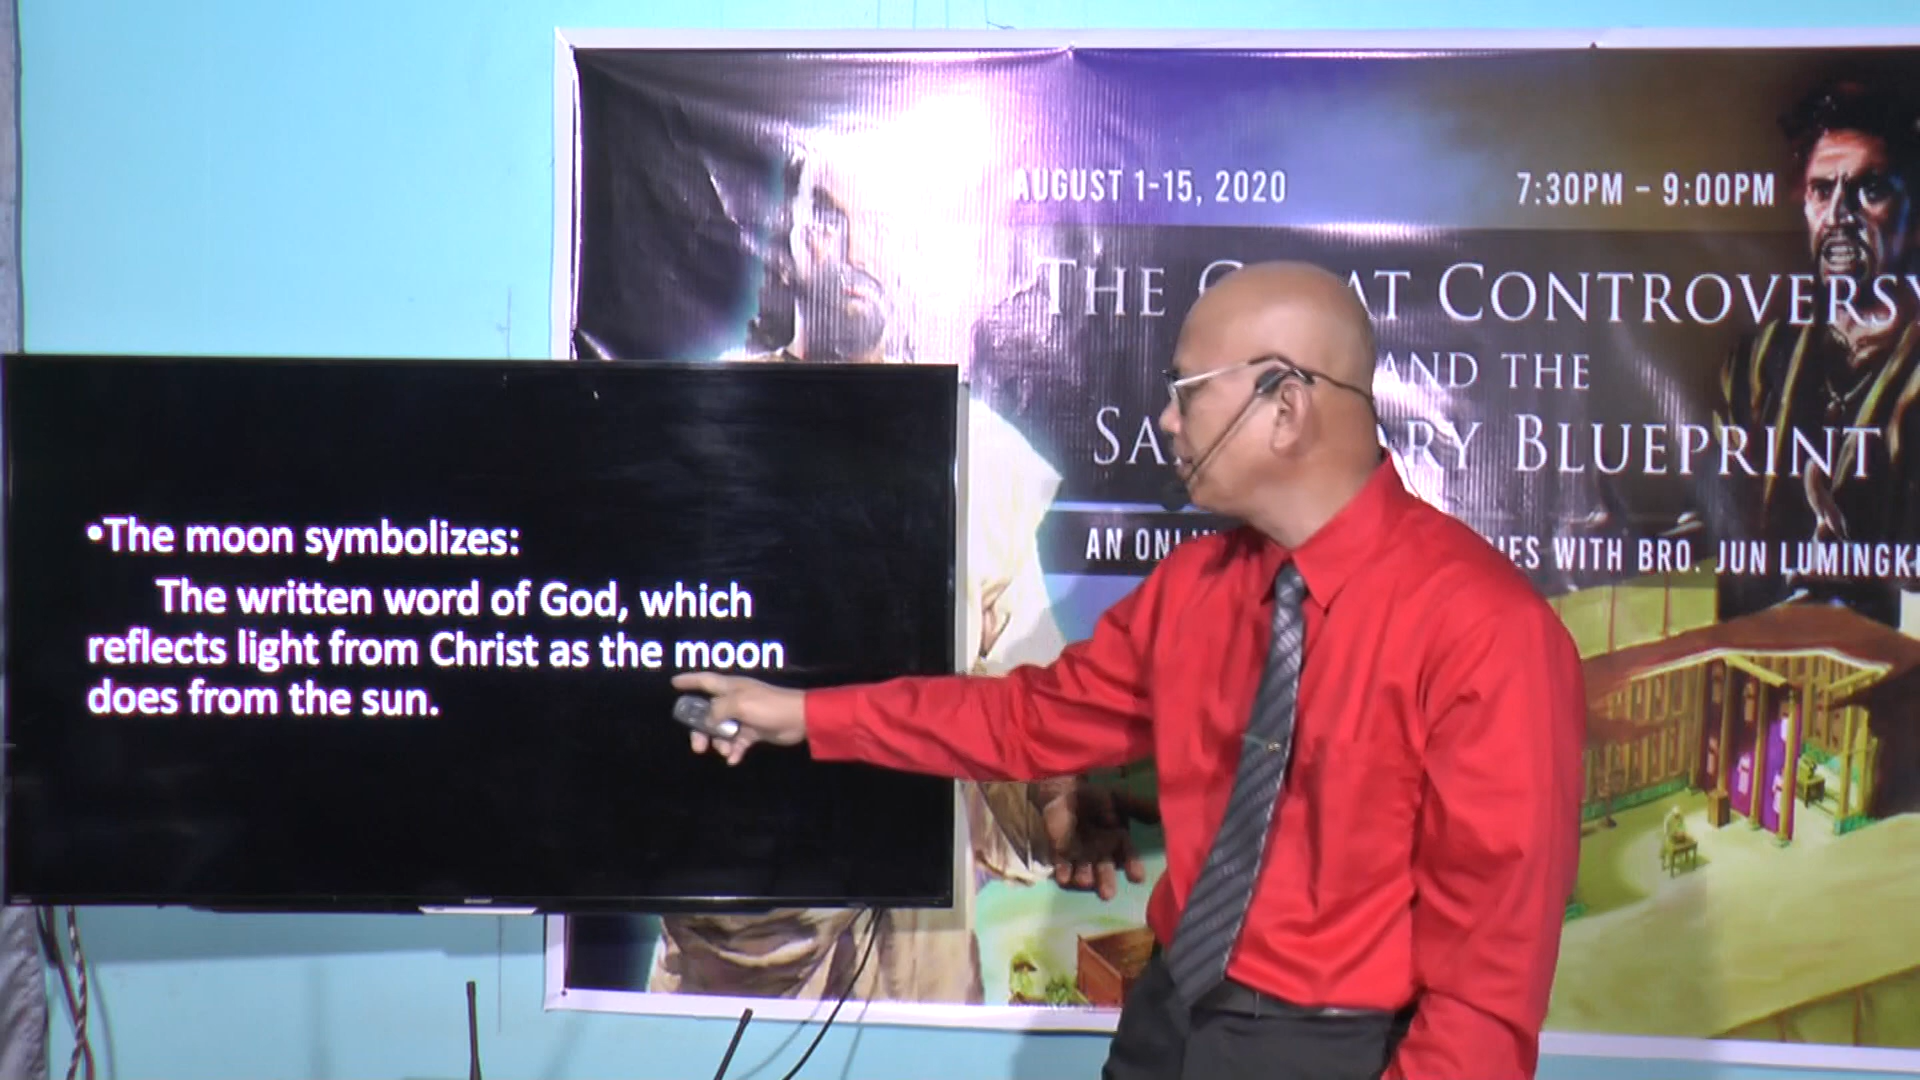 AUGUST 1-15, 2020 7:30PM – 9:00PM
THE CONTROVERSY
AND THE
BLUEPRINT
AN WITH BRO. JUN
•The moon symbolizes:
The written word of God, which
reflects light from Christ as the moon
does from the sun.